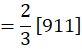 = 2/3 [911]